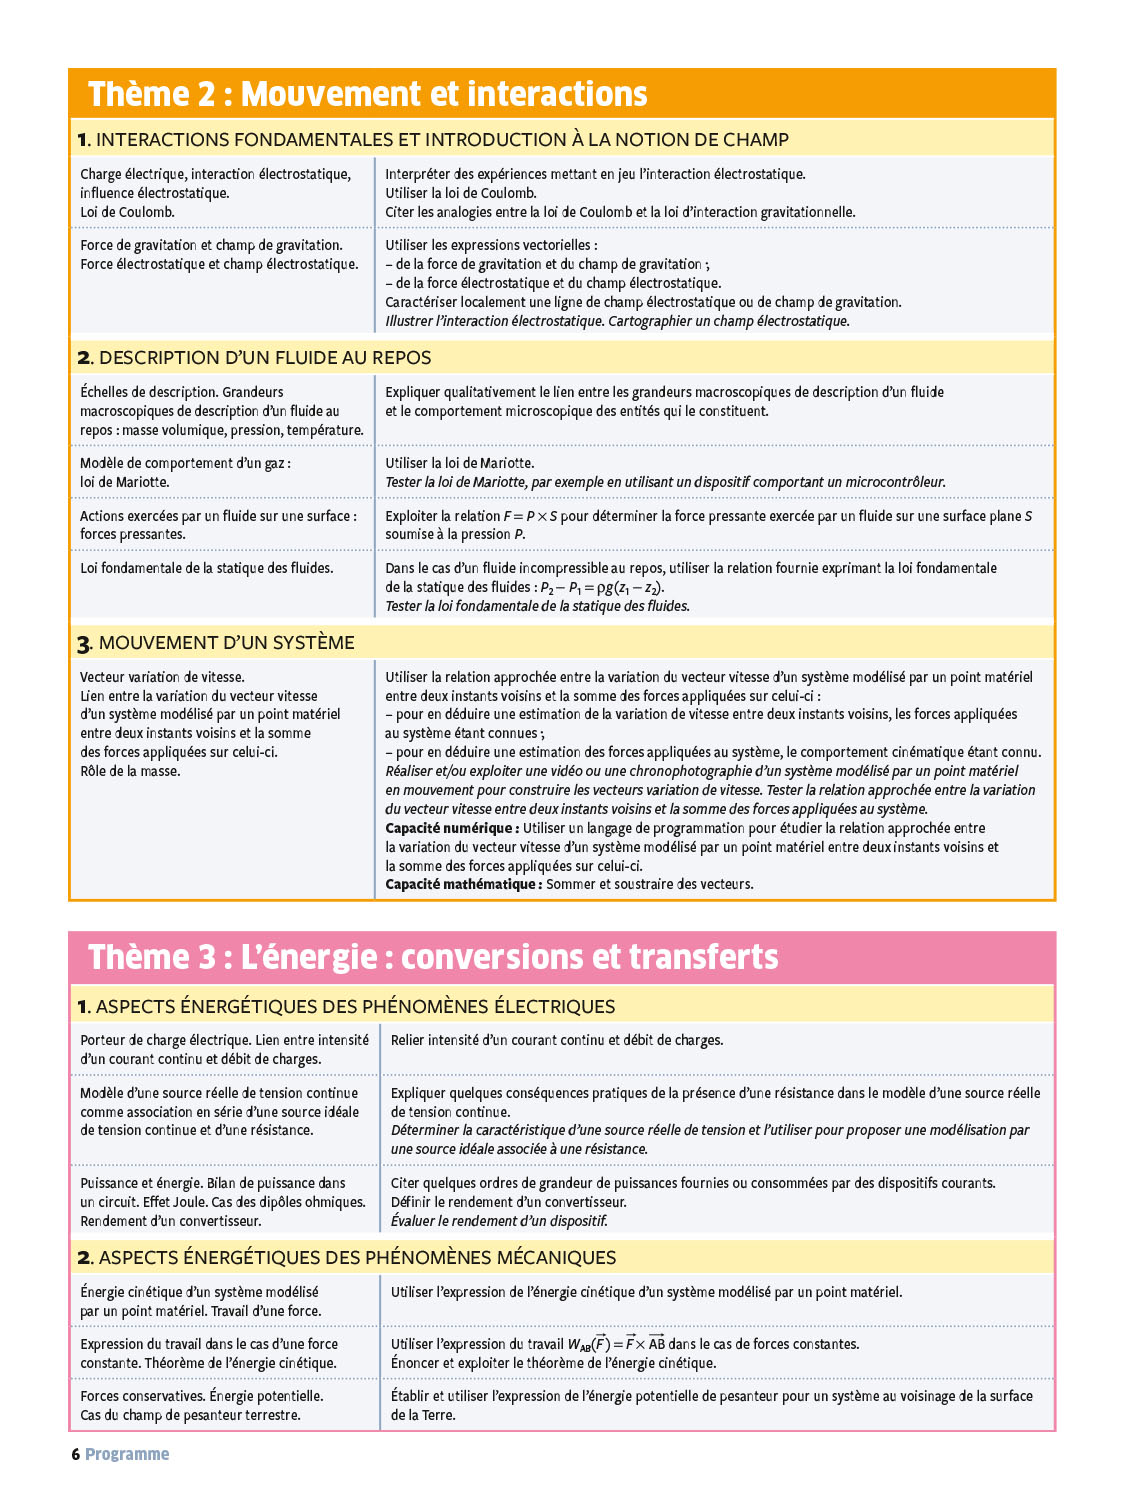 Thème 2 : Mouvement et interactions
1. INTERACTIONS FONDAMENTALES ET INTRODUCTION À LA NOTION DE CHAMP
Charge électrique, interaction électrostatique,
influence électrostatique.
Loi de Coulomb.
Interpréter des expériences mettant en jeu l'interaction électrostatique.
Utiliser la loi de Coulomb.
Citer les analogies entre la loi de Coulomb et la loi d'interaction gravitationnelle.
Force de gravitation et champ de gravitation.
Force électrostatique et champ électrostatique.
Utiliser les expressions vectorielles :
– de la force de gravitation et du champ de gravitation ;
– de la force électrostatique et du champ électrostatique.
Caractériser localement une ligne de champ électrostatique ou de champ de gravitation.
Illustrer l'interaction électrostatique. Cartographier un champ électrostatique.
2. DESCRIPTION D'UN FLUIDE AU REPOS
Échelles de description. Grandeurs
macroscopiques de description d'un fluide au
repos : masse volumique, pression, température.
Expliquer qualitativement le lien entre les grandeurs macroscopiques de description d'un fluide
et le comportement microscopique des entités qui le constituent.
Modèle de comportement d'un gaz :
loi de Mariotte.
Utiliser la loi de Mariotte.
Tester la loi de Mariotte, par exemple en utilisant un dispositif comportant un microcontrôleur.
Actions exercées par un fluide sur une surface :
forces pressantes.
Exploiter la relation F = P × S pour déterminer la force pressante exercée par un fluide sur une surface plane S
soumise à la pression P.
Loi fondamentale de la statique des fluides.
Dans le cas d'un fluide incompressible au repos, utiliser la relation fournie exprimant la loi fondamentale
de la statique des fluides : P₂ − P₁ = ρg(z₁ − z₂).
Tester la loi fondamentale de la statique des fluides.
3. MOUVEMENT D'UN SYSTÈME
Vecteur variation de vitesse.
Lien entre la variation du vecteur vitesse
d'un système modélisé par un point matériel
entre deux instants voisins et la somme
des forces appliquées sur celui-ci.
Rôle de la masse.
Utiliser la relation approchée entre la variation du vecteur vitesse d'un système modélisé par un point matériel
entre deux instants voisins et la somme des forces appliquées sur celui-ci :
– pour en déduire une estimation de la variation de vitesse entre deux instants voisins, les forces appliquées
au système étant connues ;
– pour en déduire une estimation des forces appliquées au système, le comportement cinématique étant connu.
Réaliser et/ou exploiter une vidéo ou une chronophotographie d'un système modélisé par un point matériel
en mouvement pour construire les vecteurs variation de vitesse. Tester la relation approchée entre la variation
du vecteur vitesse entre deux instants voisins et la somme des forces appliquées au système.
Capacité numérique : Utiliser un langage de programmation pour étudier la relation approchée entre
la variation du vecteur vitesse d'un système modélisé par un point matériel entre deux instants voisins et
la somme des forces appliquées sur celui-ci.
Capacité mathématique : Sommer et soustraire des vecteurs.
Thème 3 : L'énergie : conversions et transferts
1. ASPECTS ÉNERGÉTIQUES DES PHÉNOMÈNES ÉLECTRIQUES
Porteur de charge électrique. Lien entre intensité
d'un courant continu et débit de charges.
Relier intensité d'un courant continu et débit de charges.
Modèle d'une source réelle de tension continue
comme association en série d'une source idéale
de tension continue et d'une résistance.
Expliquer quelques conséquences pratiques de la présence d'une résistance dans le modèle d'une source réelle
de tension continue.
Déterminer la caractéristique d'une source réelle de tension et l'utiliser pour proposer une modélisation par
une source idéale associée à une résistance.
Puissance et énergie. Bilan de puissance dans
un circuit. Effet Joule. Cas des dipôles ohmiques.
Rendement d'un convertisseur.
Citer quelques ordres de grandeur de puissances fournies ou consommées par des dispositifs courants.
Définir le rendement d'un convertisseur.
Évaluer le rendement d'un dispositif.
2. ASPECTS ÉNERGÉTIQUES DES PHÉNOMÈNES MÉCANIQUES
Énergie cinétique d'un système modélisé
par un point matériel. Travail d'une force.
Utiliser l'expression de l'énergie cinétique d'un système modélisé par un point matériel.
Expression du travail dans le cas d'une force
constante. Théorème de l'énergie cinétique.
Utiliser l'expression du travail W_AB(F⃗) = F⃗ × A⃗B⃗ dans le cas de forces constantes.
Énoncer et exploiter le théorème de l'énergie cinétique.
Forces conservatives. Énergie potentielle.
Cas du champ de pesanteur terrestre.
Établir et utiliser l'expression de l'énergie potentielle de pesanteur pour un système au voisinage de la surface
de la Terre.
6 Programme